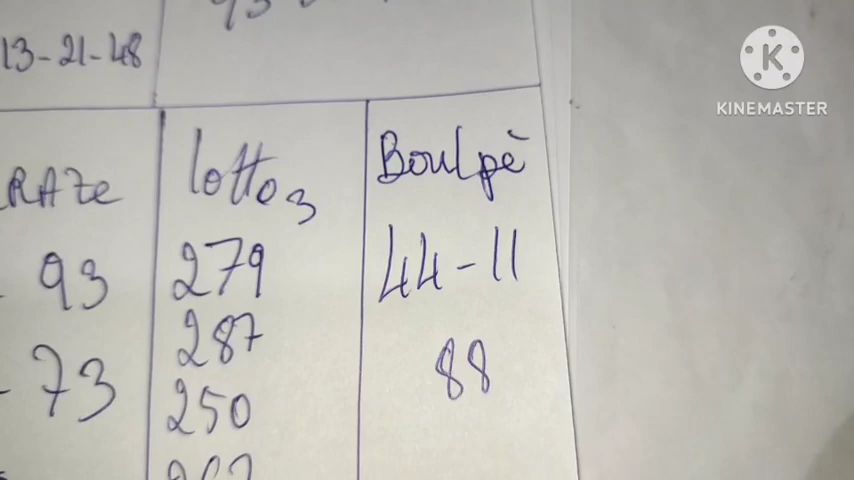 13-21-48
K
KINEMASTER
RAZE
lotto3
Boulpè
93
279
44-11
287
88
73
250